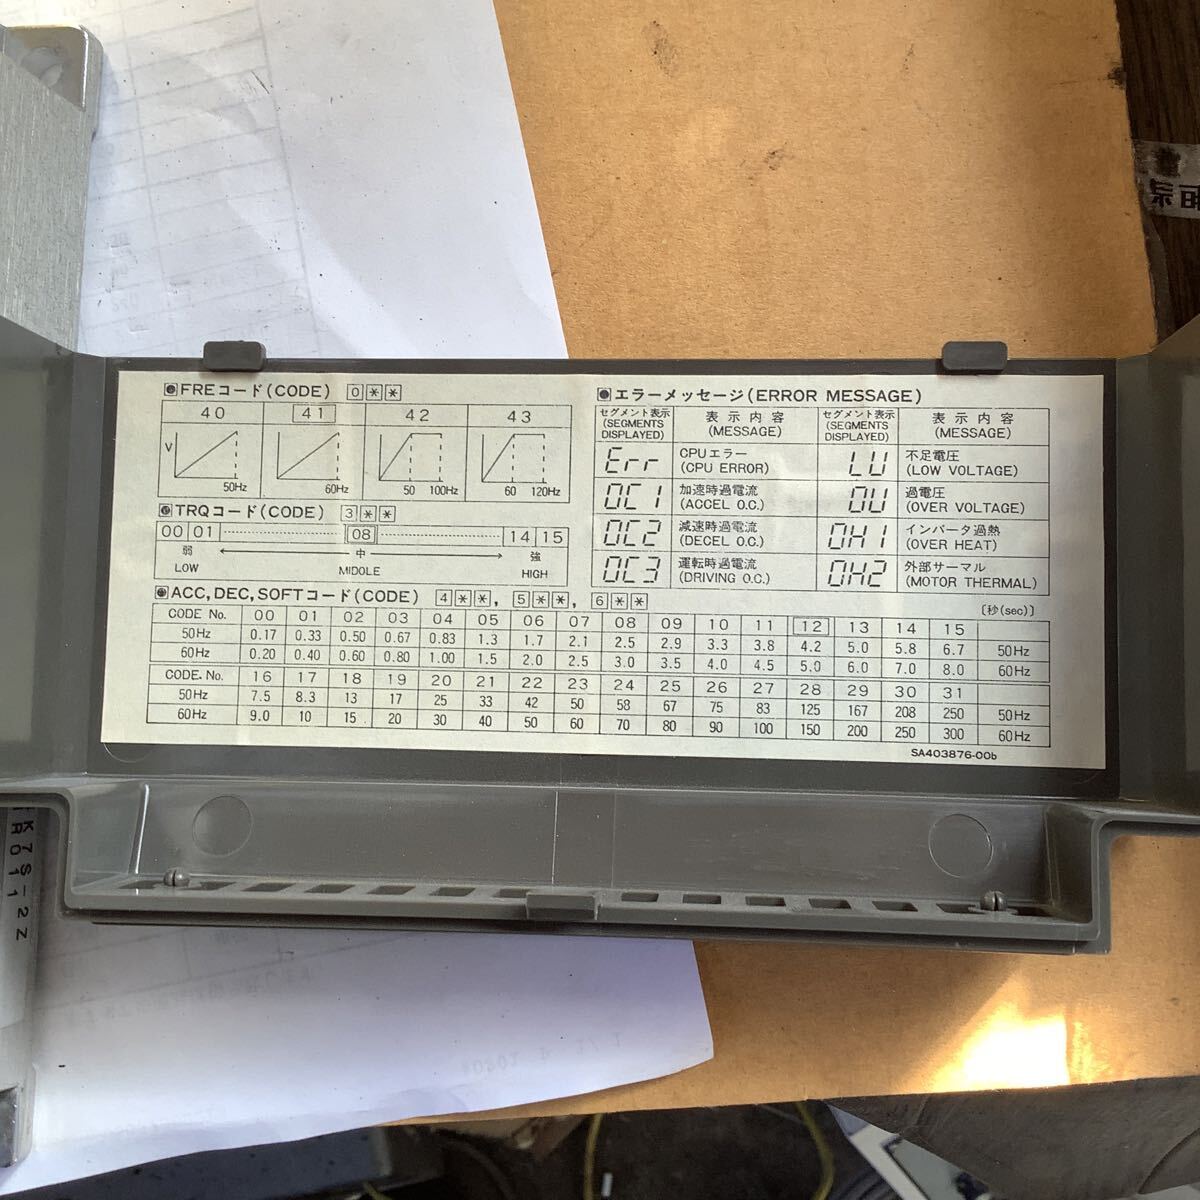 FREコード(CODE) 0**
40 41 42 43
V
50Hz 60Hz 50 100Hz 60 120Hz
TRQコード(CODE) 3**
00 01 08 14 15
弱 中 強
LOW MIDDLE HIGH
エラーメッセージ(ERROR MESSAGE)
セグメント表示 表示内容 セグメント表示 表示内容
(SEGMENTS DISPLAYED) (MESSAGE) (SEGMENTS DISPLAYED) (MESSAGE)
Err CPUエラー LU 不足電圧
(CPU ERROR) (LOW VOLTAGE)
OC1 加速時過電流 OU 過電圧
(ACCEL O.C.) (OVER VOLTAGE)
OC2 減速時過電流 OH1 インバータ過熱
(DECEL O.C.) (OVER HEAT)
OC3 運転時過電流 OH2 外部サーマル
(DRIVING O.C.) (MOTOR THERMAL)
ACC, DEC, SOFTコード(CODE) 4**, 5**, 6** [秒(sec)]
CODE No. 00 01 02 03 04 05 06 07 08 09 10 11 12 13 14 15
50Hz 0.17 0.33 0.50 0.67 0.83 1.3 1.7 2.1 2.5 2.9 3.3 3.8 4.2 5.0 5.8 6.7 50Hz
60Hz 0.20 0.40 0.60 0.80 1.00 1.5 2.0 2.5 3.0 3.5 4.0 4.5 5.0 6.0 7.0 8.0 60Hz
CODE. No. 16 17 18 19 20 21 22 23 24 25 26 27 28 29 30 31
50Hz 7.5 8.3 13 17 25 33 42 50 58 67 75 83 125 167 208 250 50Hz
60Hz 9.0 10 15 20 30 40 50 60 70 80 90 100 150 200 250 300 60Hz
SA403876-00b
K7S-2Z
R011